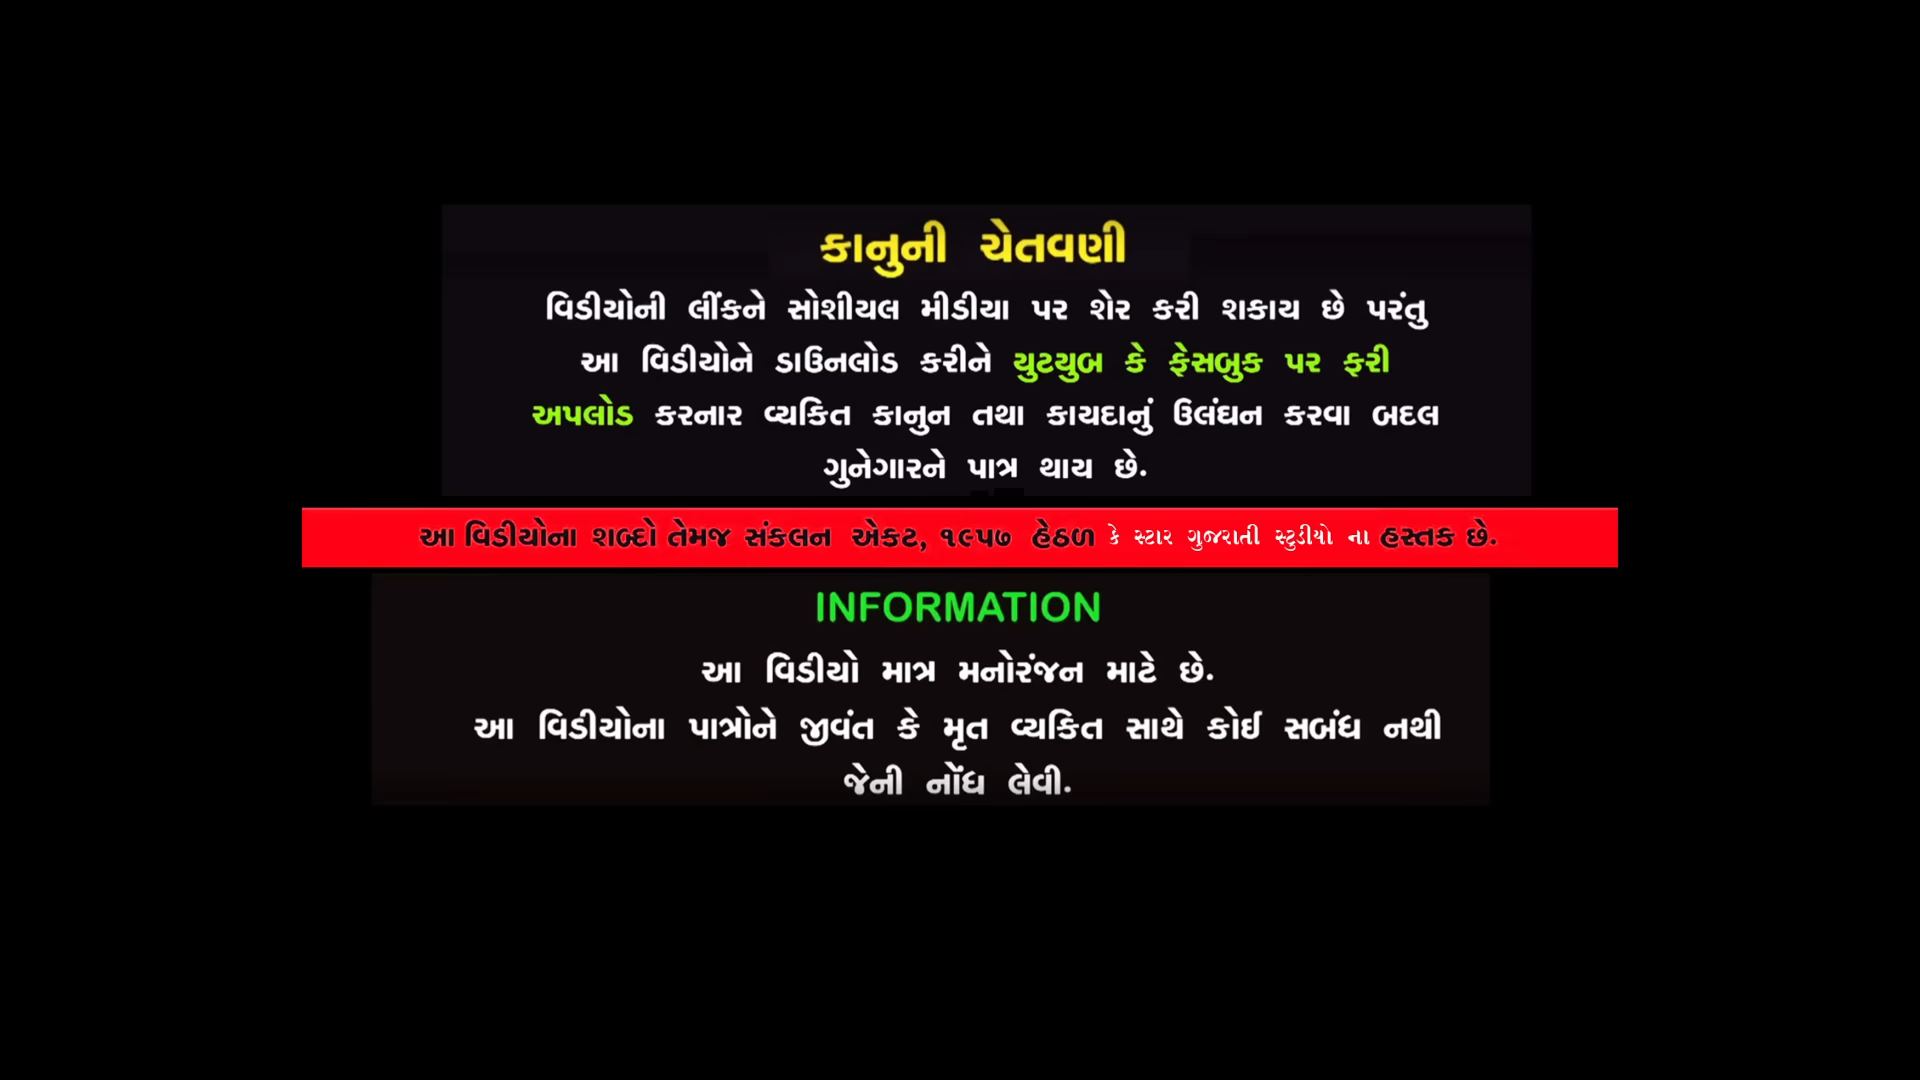 કાનુની ચેતવણી
વિડીયોની લીંકને સોશીયલ મીડીયા પર શેર કરી શકાય છે પરંતુ
આ વિડીયોને ડાઉનલોડ કરીને યુટયુબ કે ફેસબુક પર ફરી
અપલોડ કરનાર વ્યકિત કાનુન તથા કાયદાનું ઉલંઘન કરવા બદલ
ગુનેગારને પાત્ર થાય છે.
આ વિડીયોના શબ્દો તેમજ સંકલન એકટ, ૧૯૫૭ હેઠળ કે સ્ટાર ગુજરાતી સ્ટુડીયો ના હસ્તક છે.
INFORMATION
આ વિડીયો માત્ર મનોરંજન માટે છે.
આ વિડીયોના પાત્રોને જીવંત કે મૃત વ્યકિત સાથે કોઈ સબંધ નથી
જેની નોંધ લેવી.